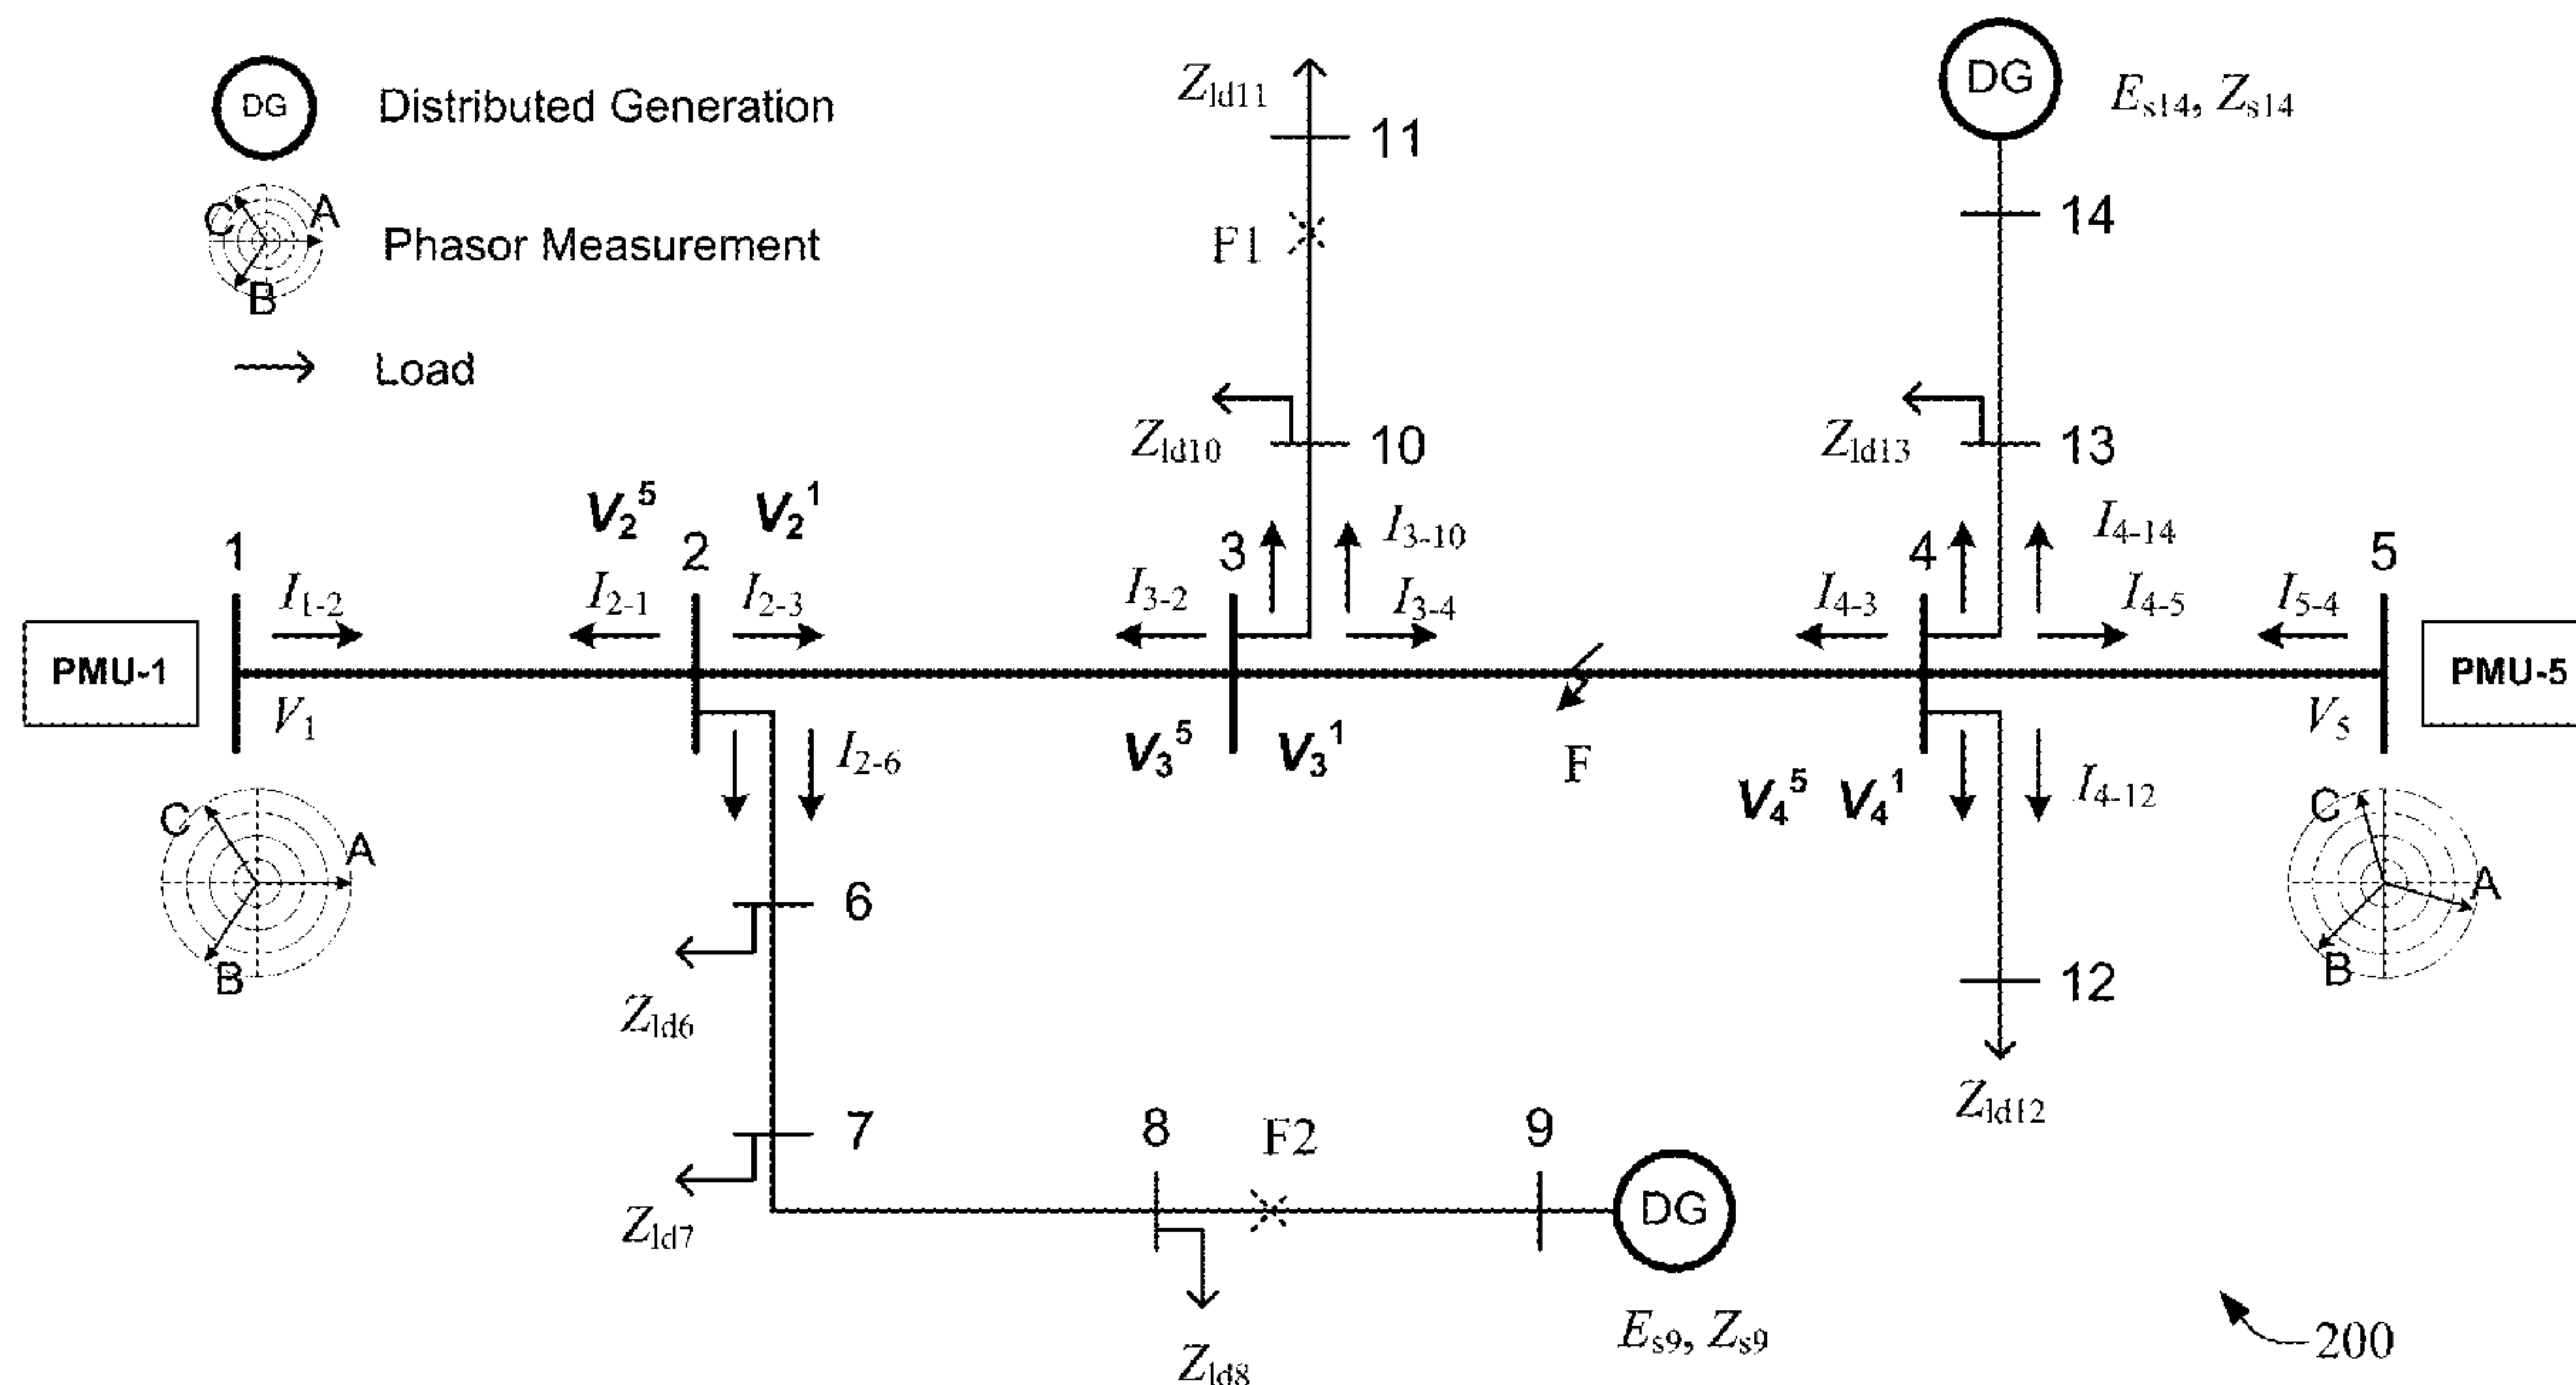 DG Distributed Generation
C A B Phasor Measurement
Load
Zld11
11
F1
Zld10
10
DG
Es14, Zs14
14
Zld13
13
V2^5 V2^1
I3-10
I4-14
1
2
3
4
5
I1-2 I2-1 I2-3 I3-2 I3-4 I4-3 I4-5 I5-4
PMU-1
PMU-5
V1
V5
I2-6
V3^5 V3^1
F
V4^5 V4^1
I4-12
C A B
C A B
6
Zld6
12
Zld12
7
Zld7
8
F2
9
DG
Zld8
Es9, Zs9
200